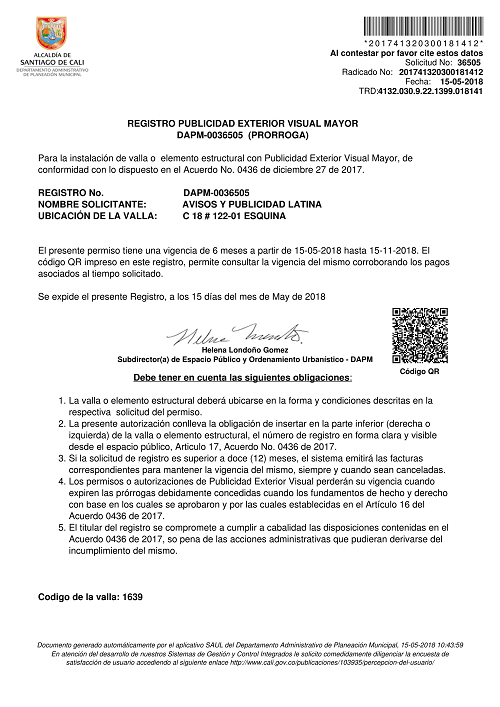 ALCALDÍA DE
SANTIAGO DE CALI
DEPARTAMENTO ADMINISTRATIVO
DE PLANEACIÓN MUNICIPAL
*201741320300181412*
Al contestar por favor cite estos datos
Solicitud No: 36505
Radicado No: 201741320300181412
Fecha: 15-05-2018
TRD:4132.030.9.22.1399.018141
REGISTRO PUBLICIDAD EXTERIOR VISUAL MAYOR
DAPM-0036505 (PRORROGA)
Para la instalación de valla o elemento estructural con Publicidad Exterior Visual Mayor, de
conformidad con lo dispuesto en el Acuerdo No. 0436 de diciembre 27 de 2017.
REGISTRO No. DAPM-0036505
NOMBRE SOLICITANTE: AVISOS Y PUBLICIDAD LATINA
UBICACIÓN DE LA VALLA: C 18 # 122-01 ESQUINA
El presente permiso tiene una vigencia de 6 meses a partir de 15-05-2018 hasta 15-11-2018. El
código QR impreso en este registro, permite consultar la vigencia del mismo corroborando los pagos
asociados al tiempo solicitado.
Se expide el presente Registro, a los 15 días del mes de May de 2018
Helena Londoño Gomez
Subdirector(a) de Espacio Público y Ordenamiento Urbanístico - DAPM
Código QR
Debe tener en cuenta las siguientes obligaciones:
1. La valla o elemento estructural deberá ubicarse en la forma y condiciones descritas en la
respectiva solicitud del permiso.
2. La presente autorización conlleva la obligación de insertar en la parte inferior (derecha o
izquierda) de la valla o elemento estructural, el número de registro en forma clara y visible
desde el espacio público, Articulo 17, Acuerdo No. 0436 de 2017.
3. Si la solicitud de registro es superior a doce (12) meses, el sistema emitirá las facturas
correspondientes para mantener la vigencia del mismo, siempre y cuando sean canceladas.
4. Los permisos o autorizaciones de Publicidad Exterior Visual perderán su vigencia cuando
expiren las prórrogas debidamente concedidas cuando los fundamentos de hecho y derecho
con base en los cuales se aprobaron y por las cuales establecidas en el Artículo 16 del
Acuerdo 0436 de 2017.
5. El titular del registro se compromete a cumplir a cabalidad las disposiciones contenidas en el
Acuerdo 0436 de 2017, so pena de las acciones administrativas que pudieran derivarse del
incumplimiento del mismo.
Codigo de la valla: 1639
Documento generado automáticamente por el aplicativo SAUL del Departamento Administrativo de Planeación Municipal, 15-05-2018 10:43:59
En atención del desarrollo de nuestros Sistemas de Gestión y Control Integrados le solicito comedidamente diligenciar la encuesta de
satisfacción de usuario accediendo al siguiente enlace http://www.cali.gov.co/publicaciones/103935/percepcion-del-usuario/